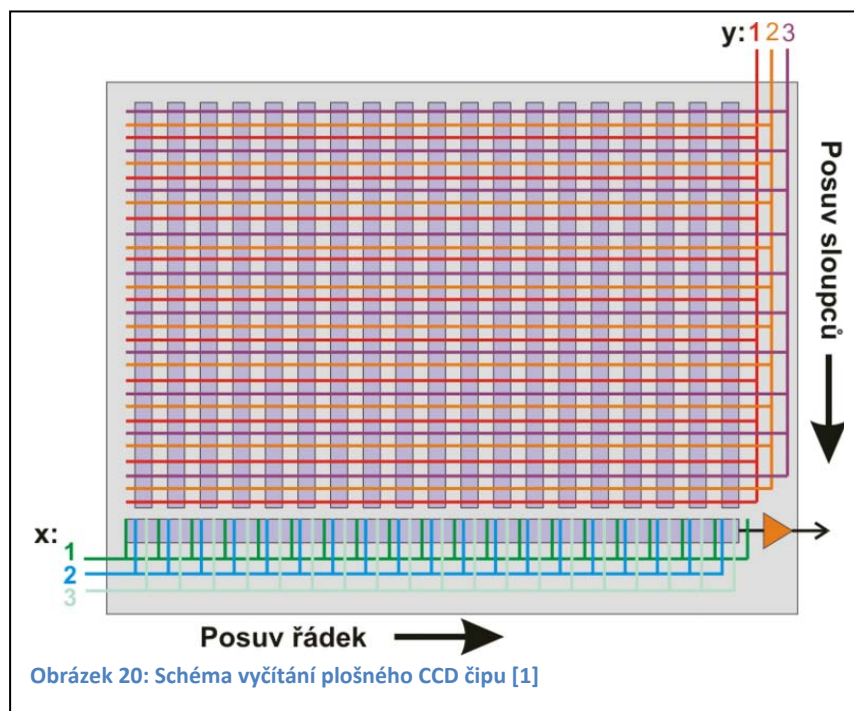 y: 1 2 3
Posuv sloupců
x:
1
2
3
Posuv řádek
Obrázek 20: Schéma vyčítání plošného CCD čipu [1]